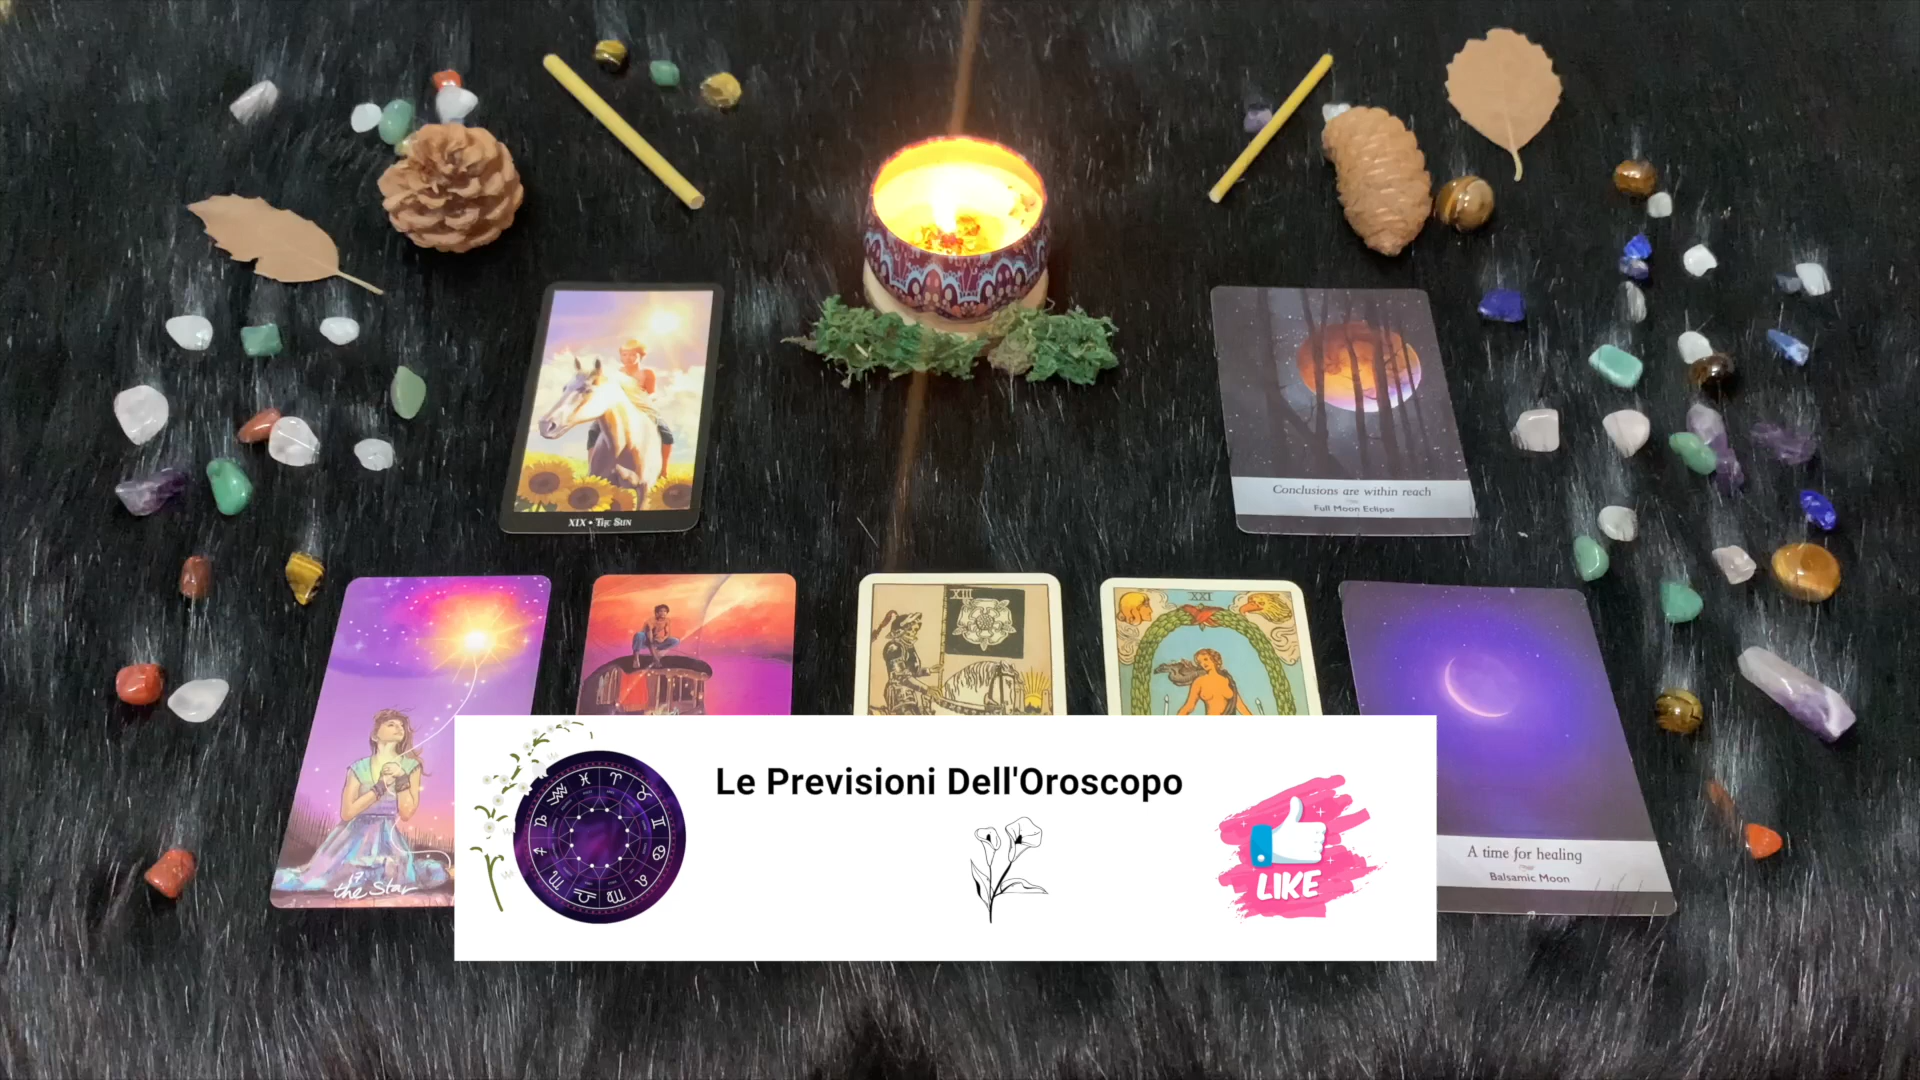 XIX • The Sun
Conclusions are within reach
Full Moon Eclipse
XIII
XXI
17
the Star
A time for healing
Balsamic Moon
Le Previsioni Dell'Oroscopo
LIKE